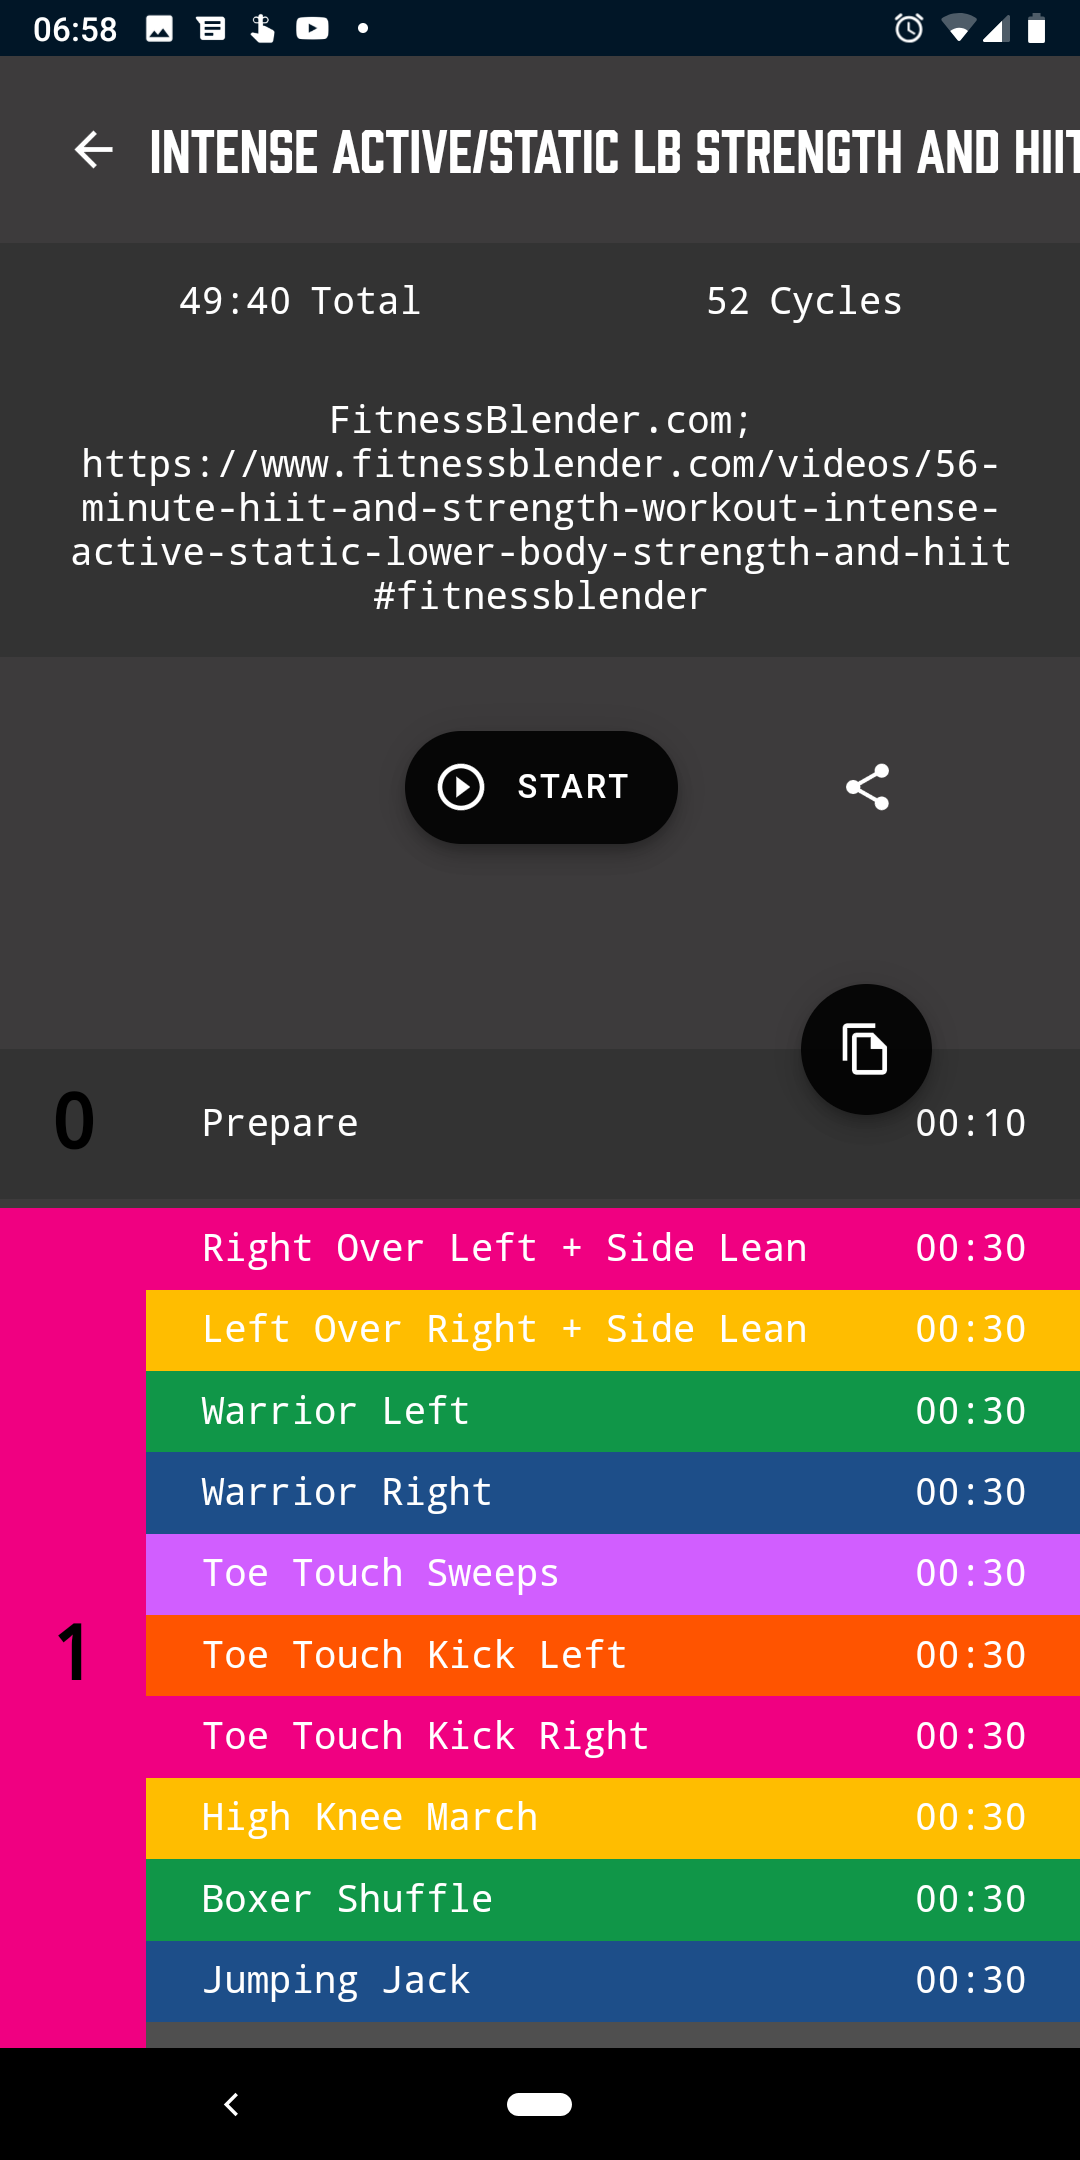 06:58
INTENSE ACTIVE/STATIC LB STRENGTH AND HIIT
49:40 Total 52 Cycles
FitnessBlender.com;
https://www.fitnessblender.com/videos/56-
minute-hiit-and-strength-workout-intense-
active-static-lower-body-strength-and-hiit
#fitnessblender
START
0 Prepare 00:10
Right Over Left + Side Lean 00:30
Left Over Right + Side Lean 00:30
Warrior Left 00:30
Warrior Right 00:30
Toe Touch Sweeps 00:30
1
Toe Touch Kick Left 00:30
Toe Touch Kick Right 00:30
High Knee March 00:30
Boxer Shuffle 00:30
Jumping Jack 00:30